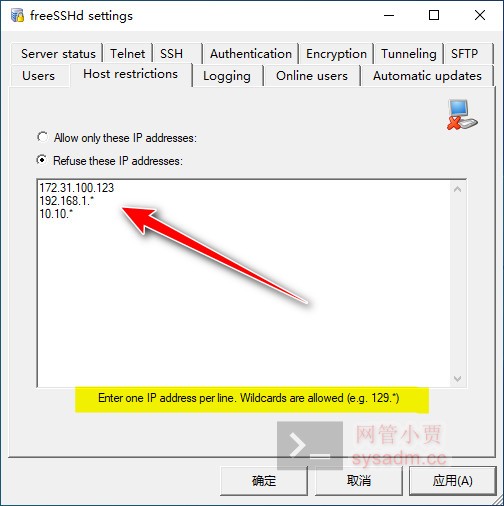 freeSSHd settings
Server status Telnet SSH Authentication Encryption Tunneling SFTP
Users Host restrictions Logging Online users Automatic updates
Allow only these IP addresses:
Refuse these IP addresses:
172.31.100.123
192.168.1.*
10.10.*
Enter one IP address per line. Wildcards are allowed (e.g. 129.*)
网管小贾
sysadm.cc
确定 取消 应用(A)